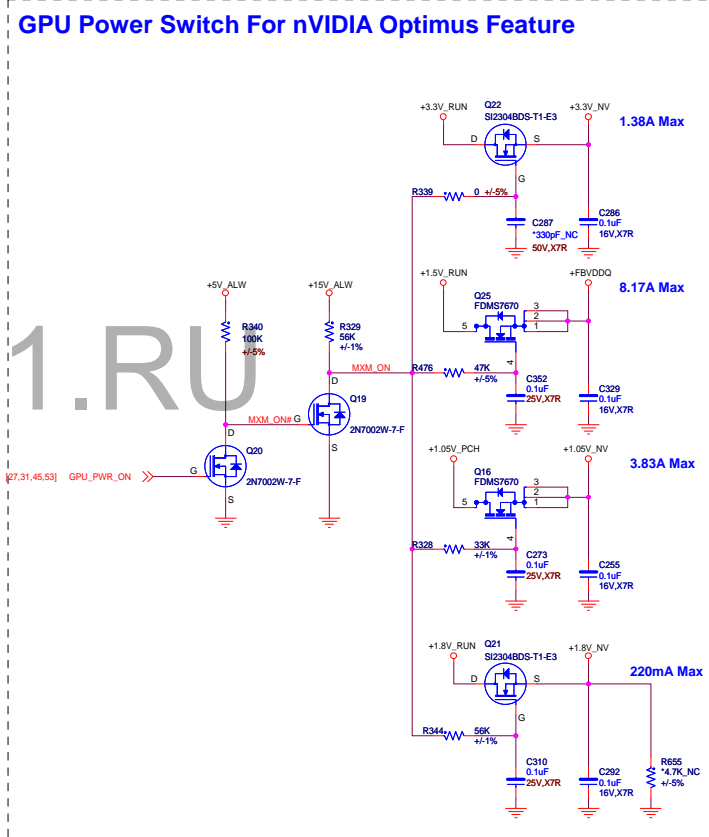 GPU Power Switch For nVIDIA Optimus Feature
+3.3V_RUN
Q22
SI2304BDS-T1-E3
+3.3V_NV
1.38A Max
D
S
G
R339
0 +/-5%
C287
*330pF_NC
50V,X7R
C286
0.1uF
16V,X7R
+5V_ALW
+15V_ALW
+1.5V_RUN
Q25
FDMS7670
+FBVDDQ
8.17A Max
5
3
2
1
4
R340
100K
+/-5%
R329
56K
+/-1%
1.RU
MXM_ON
R476
47K
+/-5%
C352
0.1uF
25V,X7R
C329
0.1uF
16V,X7R
D
Q19
MXM_ON#
G
2N7002W-7-F
S
D
Q20
2N7002W-7-F
[27,31,45,53]
GPU_PWR_ON
G
S
+1.05V_PCH
Q16
FDMS7670
+1.05V_NV
3.83A Max
5
3
2
1
4
R328
33K
+/-1%
C273
0.1uF
25V,X7R
C255
0.1uF
16V,X7R
+1.8V_RUN
Q21
SI2304BDS-T1-E3
+1.8V_NV
220mA Max
D
S
G
R344
56K
+/-1%
C310
0.1uF
25V,X7R
C292
0.1uF
16V,X7R
R655
*4.7K_NC
+/-5%